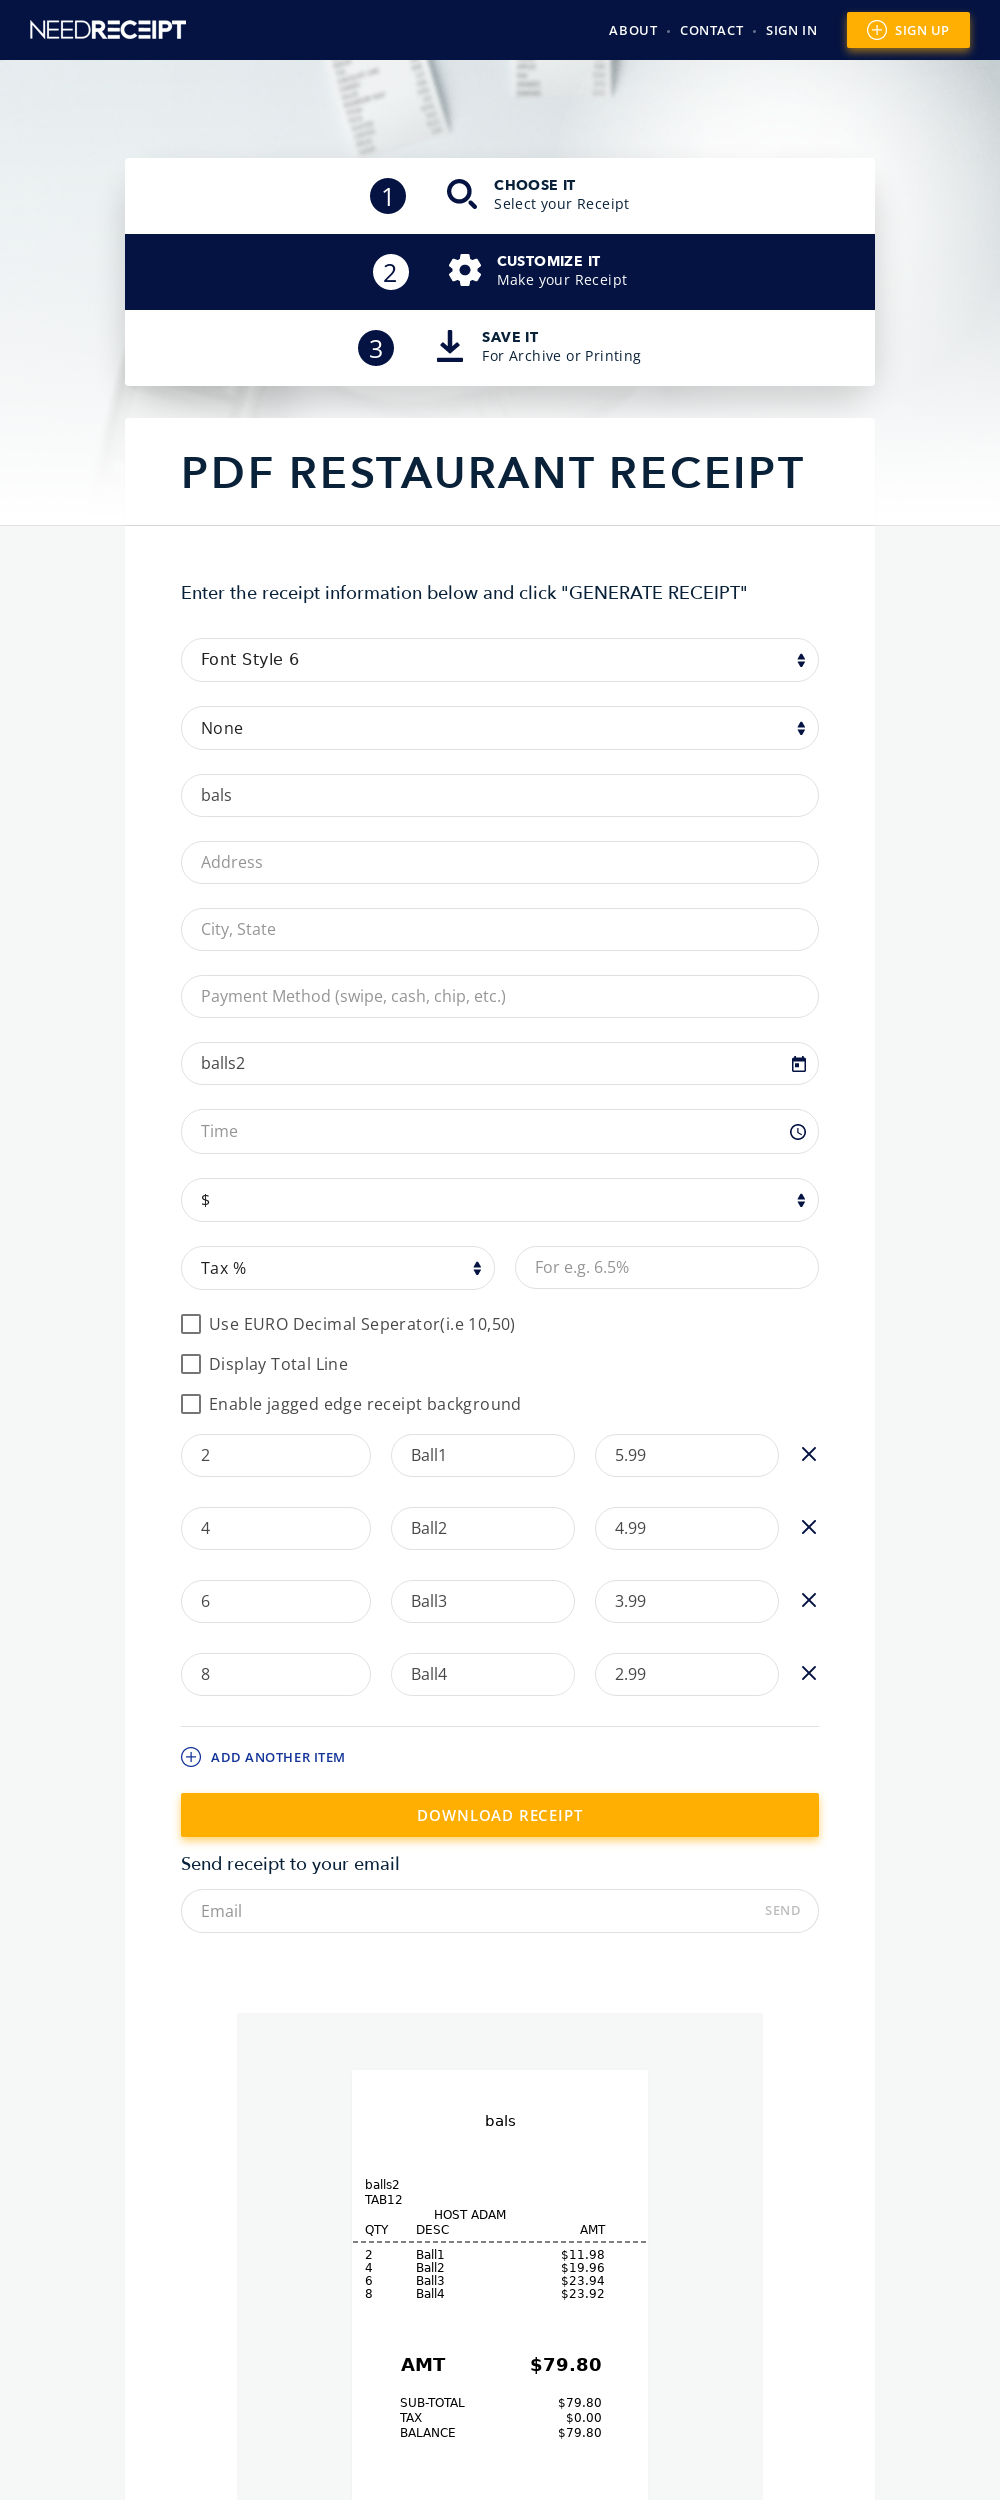 NEEDRECEIPT
ABOUT • CONTACT • SIGN IN SIGN UP
1 CHOOSE IT
Select your Receipt
2 CUSTOMIZE IT
Make your Receipt
3 SAVE IT
For Archive or Printing
PDF RESTAURANT RECEIPT
Enter the receipt information below and click "GENERATE RECEIPT"
Font Style 6
None
bals
Address
City, State
Payment Method (swipe, cash, chip, etc.)
balls2
Time
$
Tax % For e.g. 6.5%
Use EURO Decimal Seperator(i.e 10,50)
Display Total Line
Enable jagged edge receipt background
2 Ball1 5.99
4 Ball2 4.99
6 Ball3 3.99
8 Ball4 2.99
ADD ANOTHER ITEM
DOWNLOAD RECEIPT
Send receipt to your email
Email SEND
bals
balls2
TAB12
HOST ADAM
QTY DESC AMT
2 Ball1 $11.98
4 Ball2 $19.96
6 Ball3 $23.94
8 Ball4 $23.92
AMT $79.80
SUB-TOTAL $79.80
TAX $0.00
BALANCE $79.80